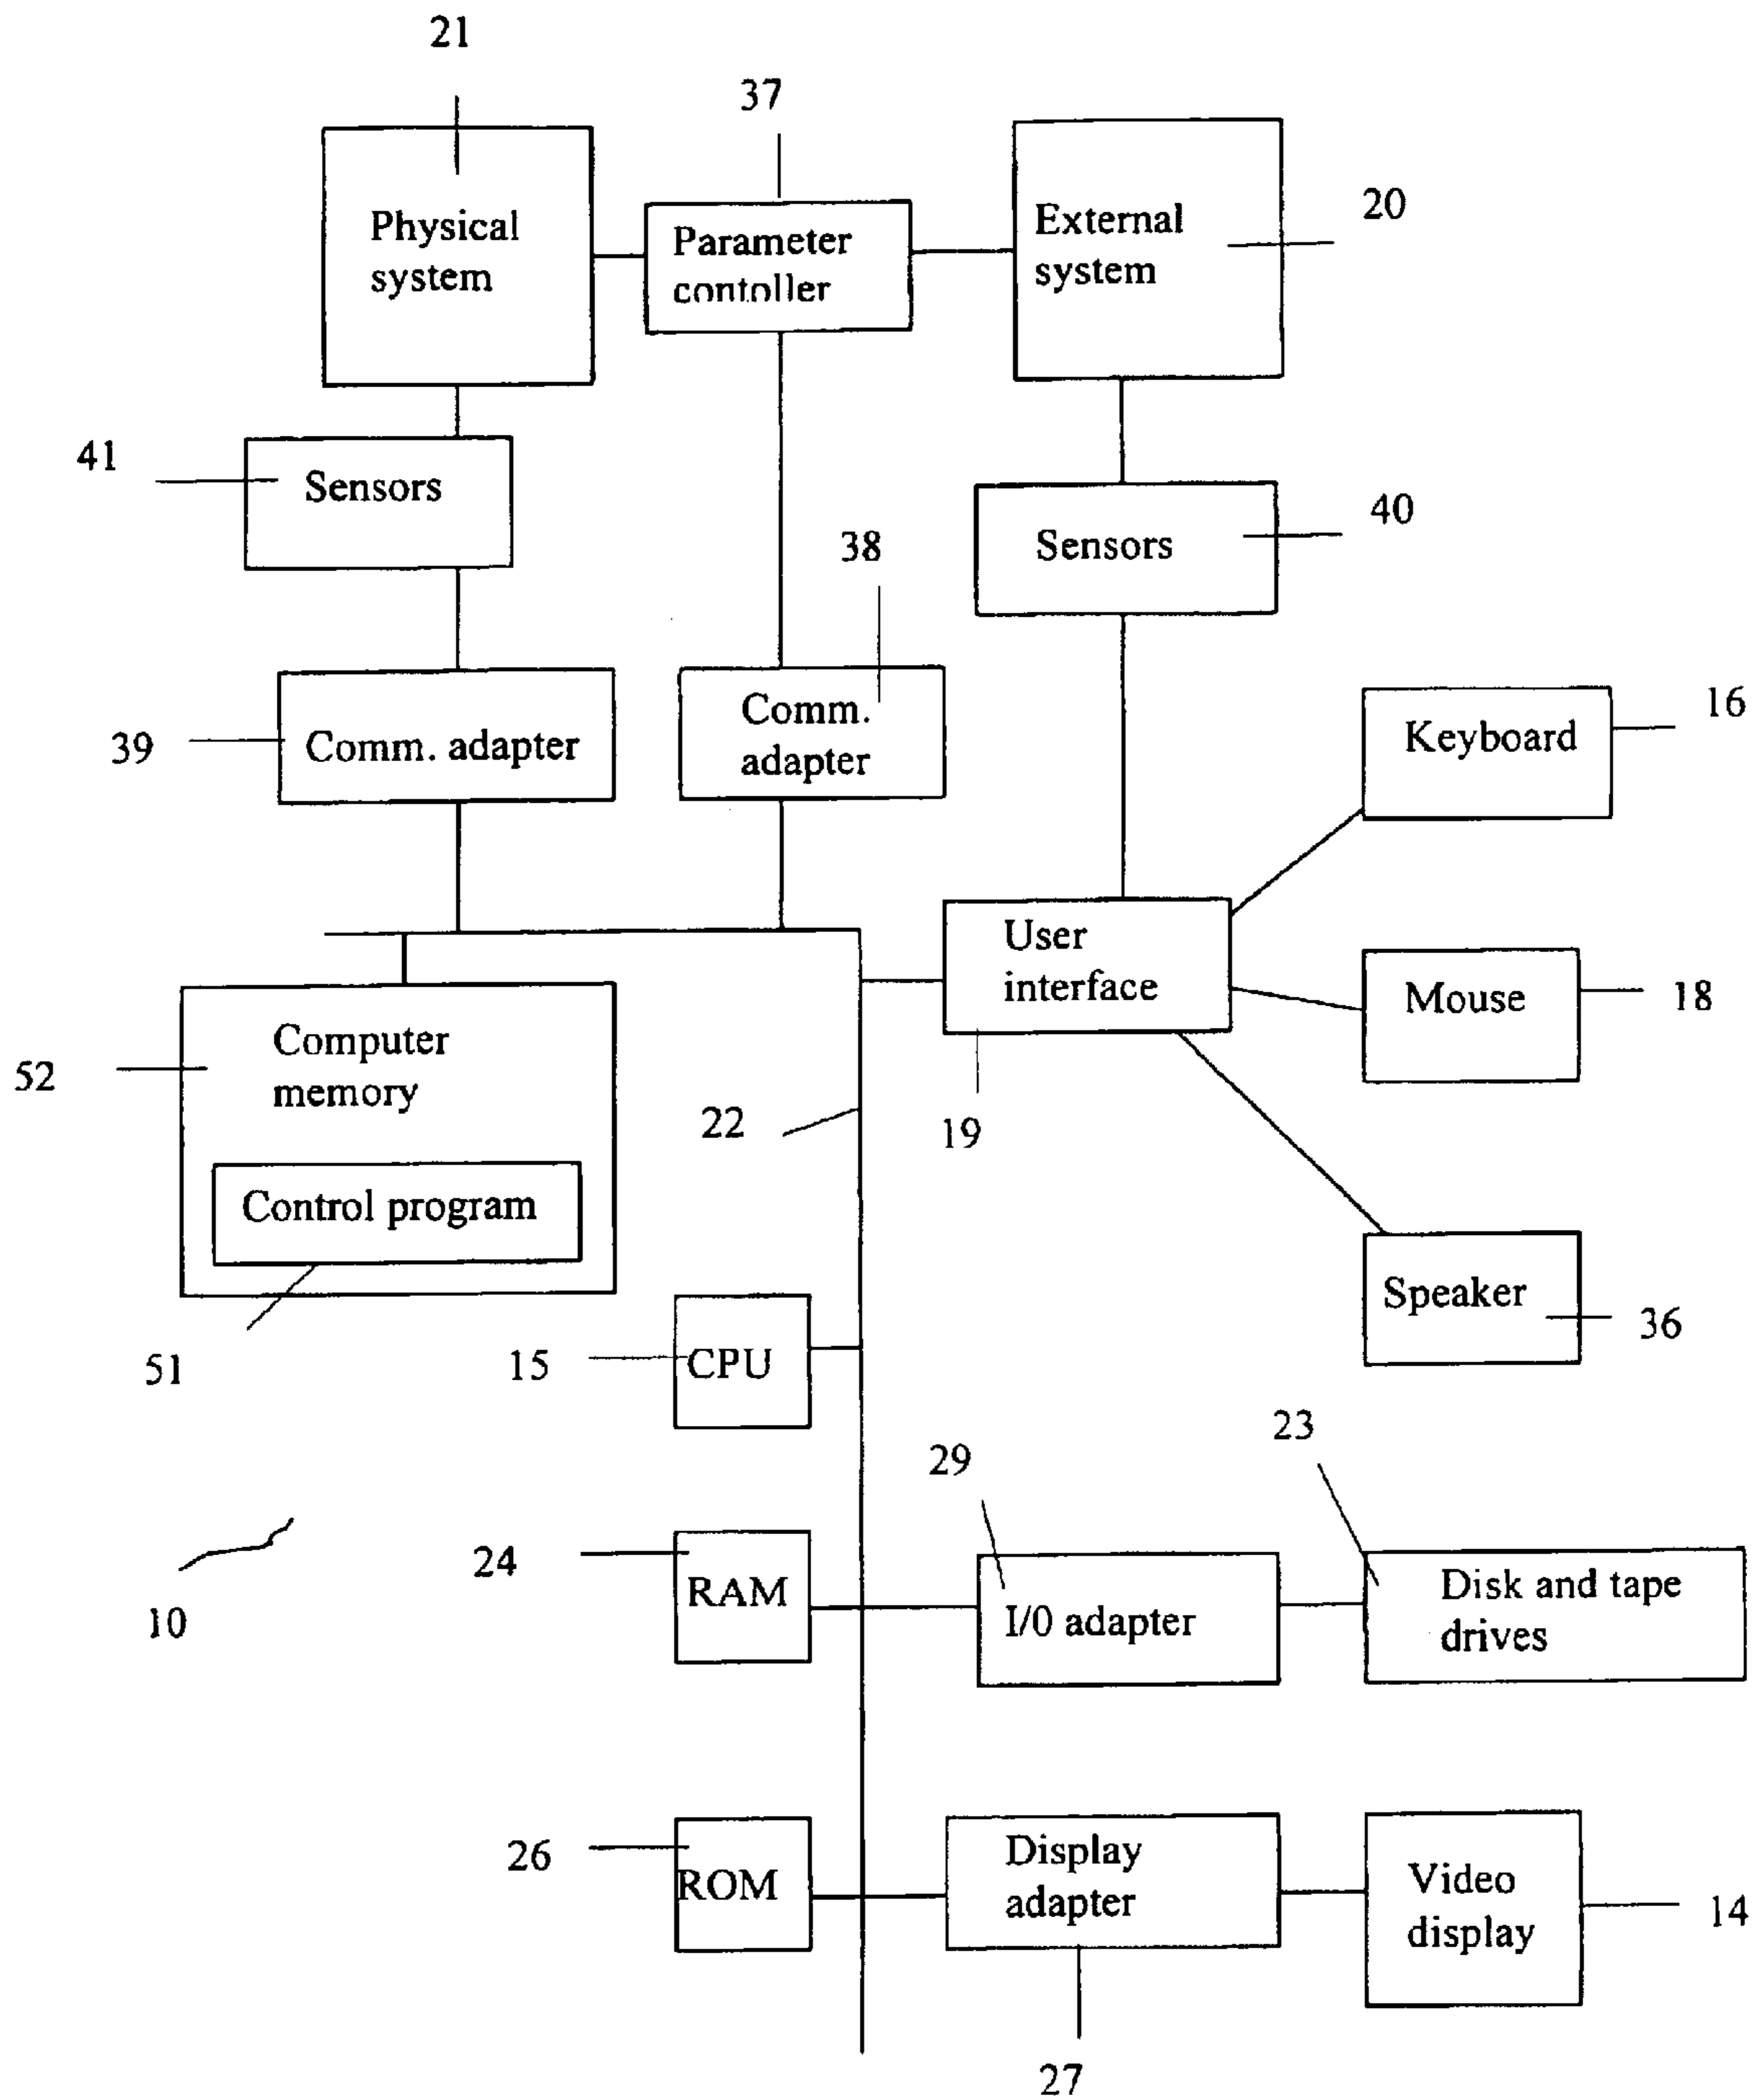 21
37
Physical
system
Parameter
contoller
External
system
20
41
Sensors
40
Sensors
38
39
Comm. adapter
Comm.
adapter
16
Keyboard
User
interface
Mouse
18
52
Computer
memory
22
19
Control program
Speaker
36
51
15
CPU
23
29
24
RAM
I/0 adapter
Disk and tape
drives
10
26
ROM
Display
adapter
Video
display
14
27